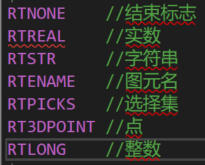 RTNONE //结束标志
RTREAL //实数
RTSTR //字符串
RTENAME //图元名
RTPICKS //选择集
RT3DPOINT //点
RTLONG //整数